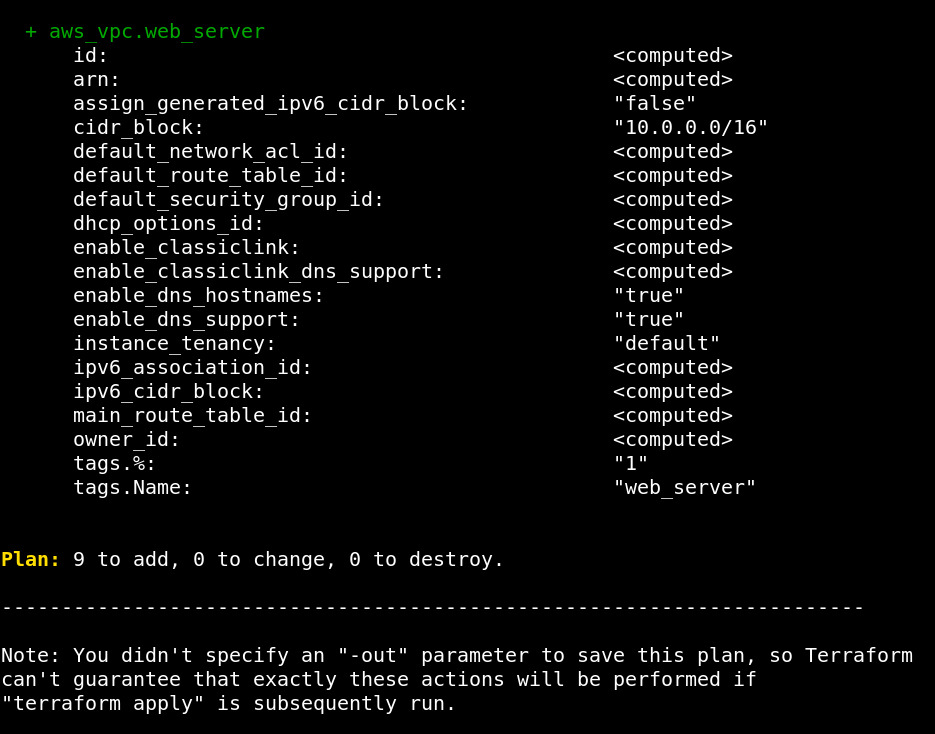 + aws_vpc.web_server
id: <computed>
arn: <computed>
assign_generated_ipv6_cidr_block: "false"
cidr_block: "10.0.0.0/16"
default_network_acl_id: <computed>
default_route_table_id: <computed>
default_security_group_id: <computed>
dhcp_options_id: <computed>
enable_classiclink: <computed>
enable_classiclink_dns_support: <computed>
enable_dns_hostnames: "true"
enable_dns_support: "true"
instance_tenancy: "default"
ipv6_association_id: <computed>
ipv6_cidr_block: <computed>
main_route_table_id: <computed>
owner_id: <computed>
tags.%: "1"
tags.Name: "web_server"
Plan: 9 to add, 0 to change, 0 to destroy.
------------------------------------------------------------------------
Note: You didn't specify an "-out" parameter to save this plan, so Terraform
can't guarantee that exactly these actions will be performed if
"terraform apply" is subsequently run.